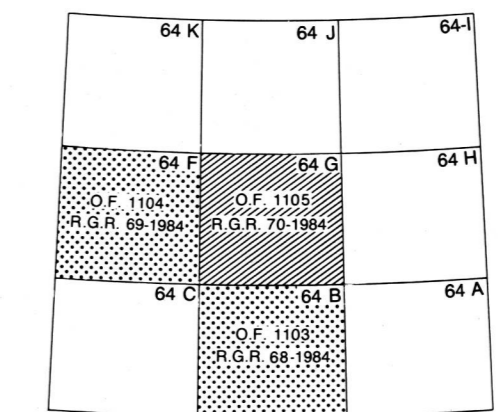 64 K
64 J
64-I
64 F
64 G
64 H
O.F. 1104
R.G.R. 69-1984
O.F. 1105
R.G.R. 70-1984
64 C
64 B
64 A
O.F. 1103
R.G.R. 68-1984